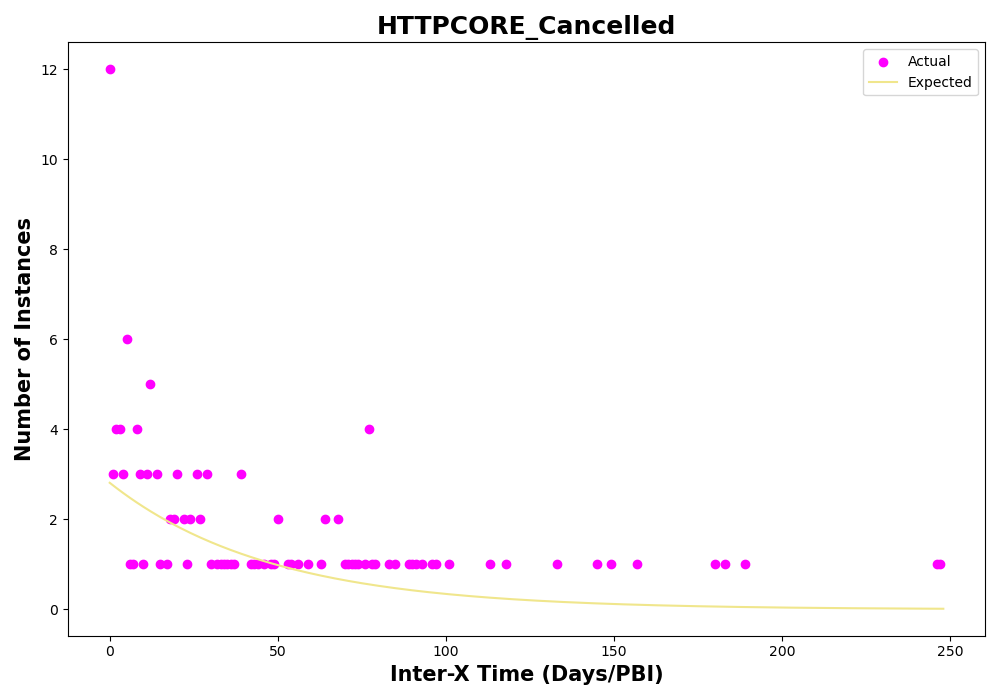 HTTPCORE_Cancelled
Actual
Expected
12
10
8
6
4
2
0
Number of Instances
0
50
100
150
200
250
Inter-X Time (Days/PBI)